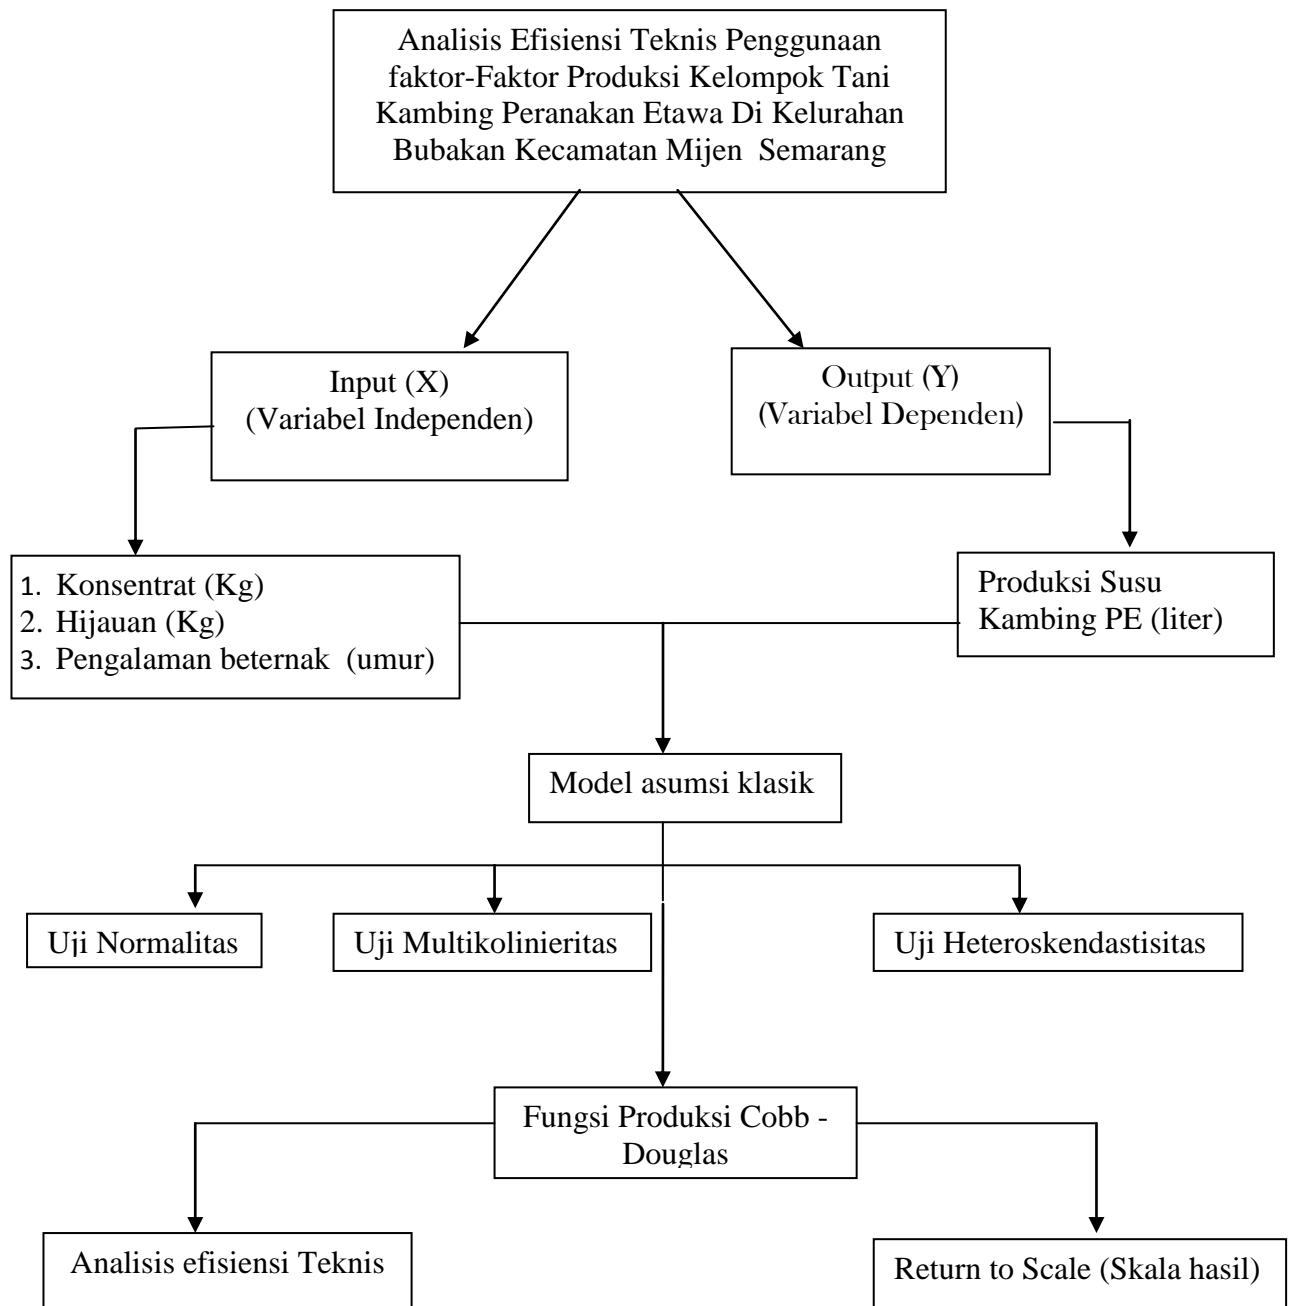 Analisis Efisiensi Teknis Penggunaan
faktor-Faktor Produksi Kelompok Tani
Kambing Peranakan Etawa Di Kelurahan
Bubakan Kecamatan Mijen  Semarang
Input (X)
(Variabel Independen)
Output (Y)
(Variabel Dependen)
1. Konsentrat (Kg)
2. Hijauan (Kg)
3. Pengalaman beternak  (umur)
Produksi Susu
Kambing PE (liter)
Model asumsi klasik
Uji Normalitas
Uji Multikolinieritas
Uji Heteroskendastisitas
Fungsi Produksi Cobb -
Douglas
Analisis efisiensi Teknis
Return to Scale (Skala hasil)